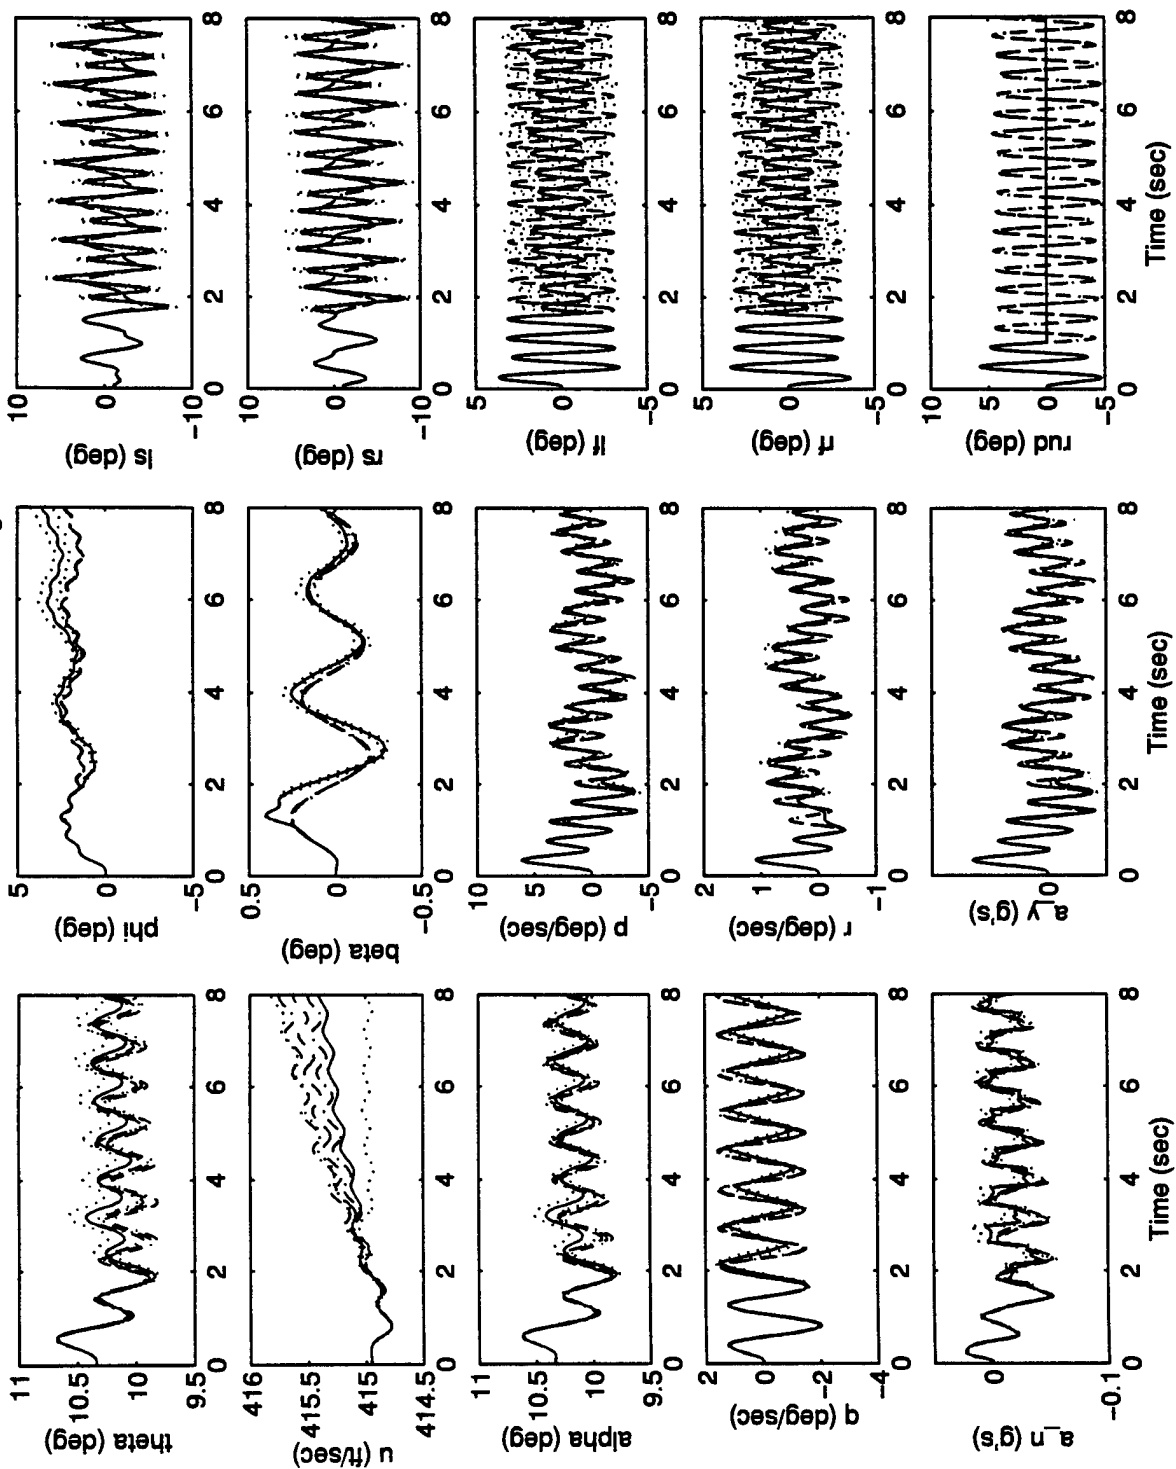 theta (deg)
11
10.5
10
9.5
0 2 4 6 8
phi (deg)
5
0
-5
0 2 4 6 8
ls (deg)
10
0
-10
0 2 4 6 8
u (ft/sec)
416
415.5
415
414.5
0 2 4 6 8
beta (deg)
0.5
0
-0.5
0 2 4 6 8
rs (deg)
10
0
-10
0 2 4 6 8
alpha (deg)
11
10.5
10
9.5
0 2 4 6 8
p (deg/sec)
10
5
0
-5
0 2 4 6 8
lf (deg)
5
0
-5
0 2 4 6 8
q (deg/sec)
2
0
-2
-4
0 2 4 6 8
r (deg/sec)
2
1
0
-1
0 2 4 6 8
rf (deg)
5
0
-5
0 2 4 6 8
a_n (g's)
0
-0.1
0 2 4 6 8
Time (sec)
a_y (g's)
0
0 2 4 6 8
Time (sec)
rud (deg)
10
5
0
-5
0 2 4 6 8
Time (sec)